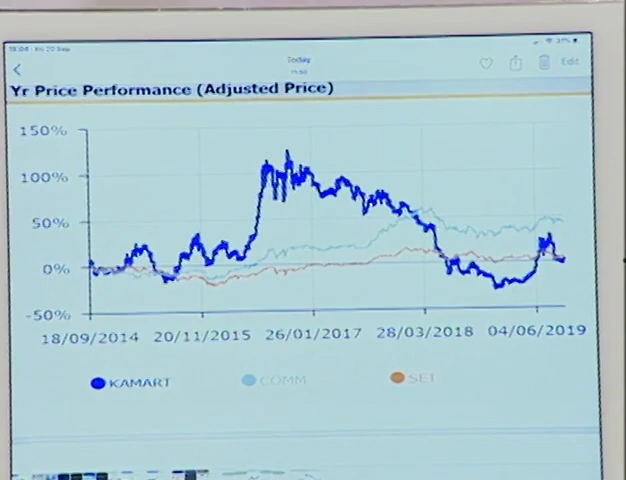 Today
Edit
Yr Price Performance (Adjusted Price)
150%
100%
50%
0%
-50%
18/09/2014 20/11/2015 26/01/2017 28/03/2018 04/06/2019
KAMART COMM SET